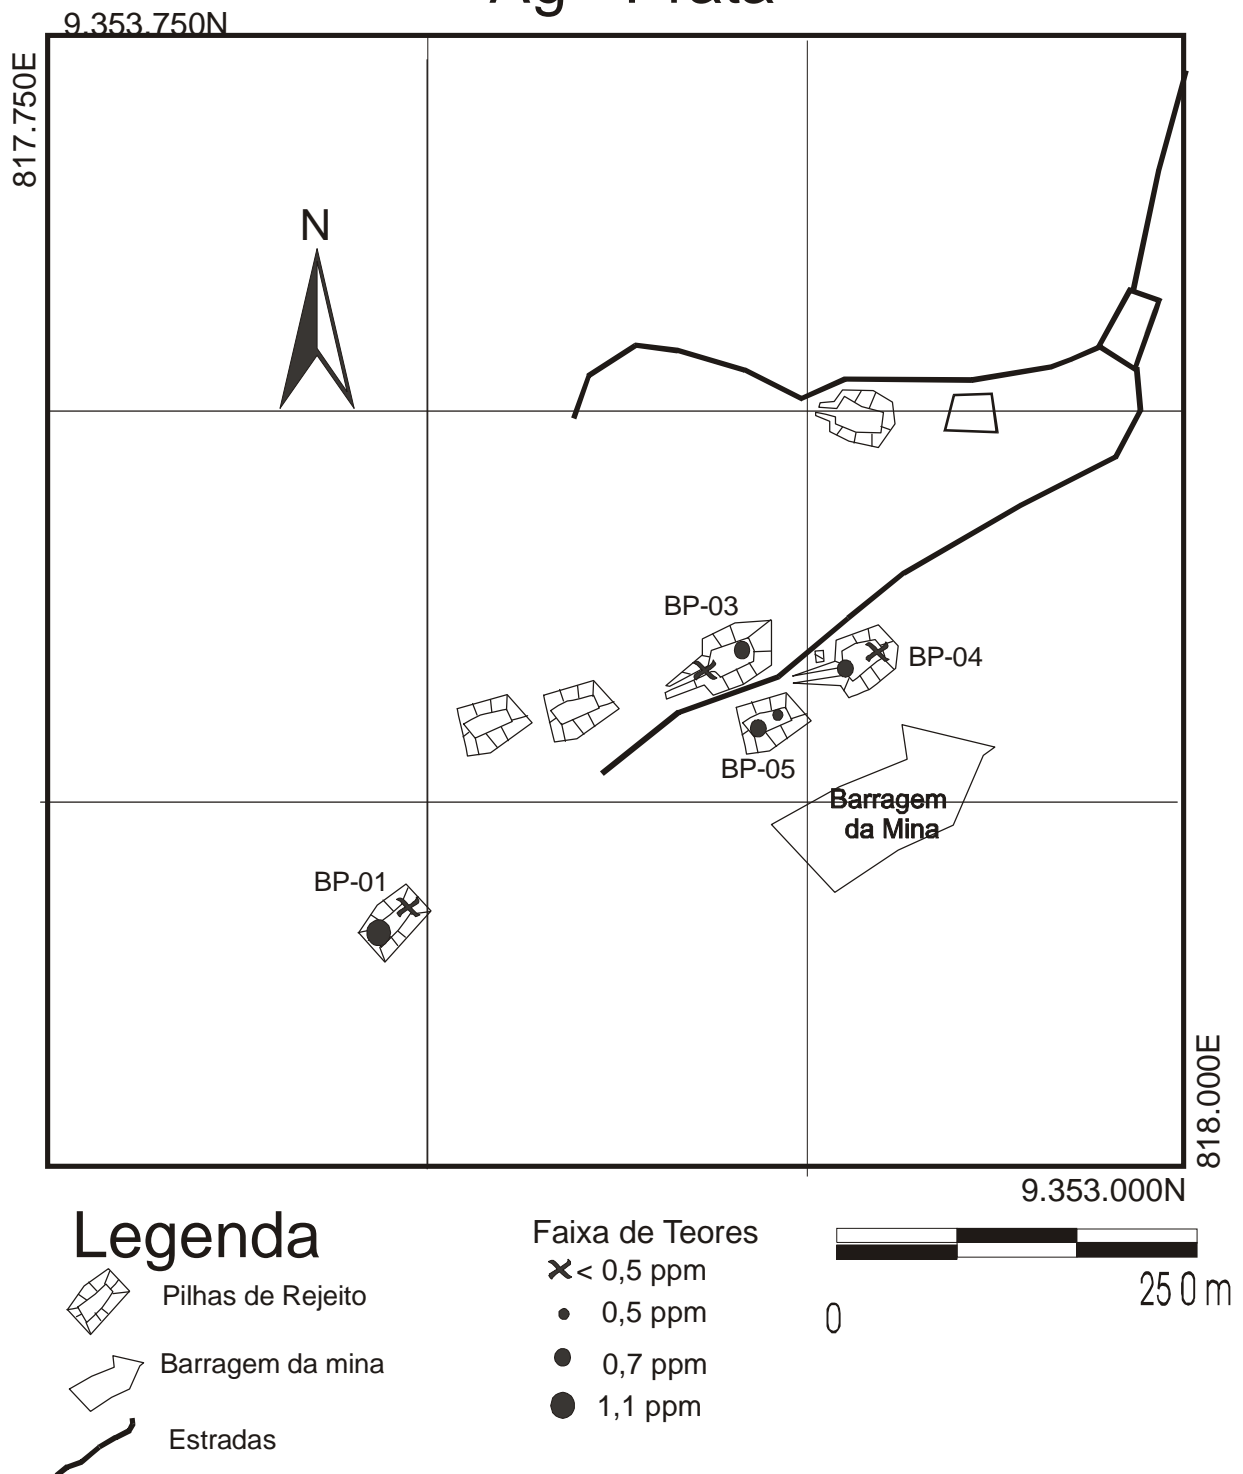 Ag - Prata
9.353.750N
817.750E
N
BP-03
BP-04
BP-05
Barragem
da Mina
BP-01
818.000E
9.353.000N
Legenda
Pilhas de Rejeito
Barragem da mina
Estradas
Faixa de Teores
< 0,5 ppm
0,5 ppm
0,7 ppm
1,1 ppm
0
250 m